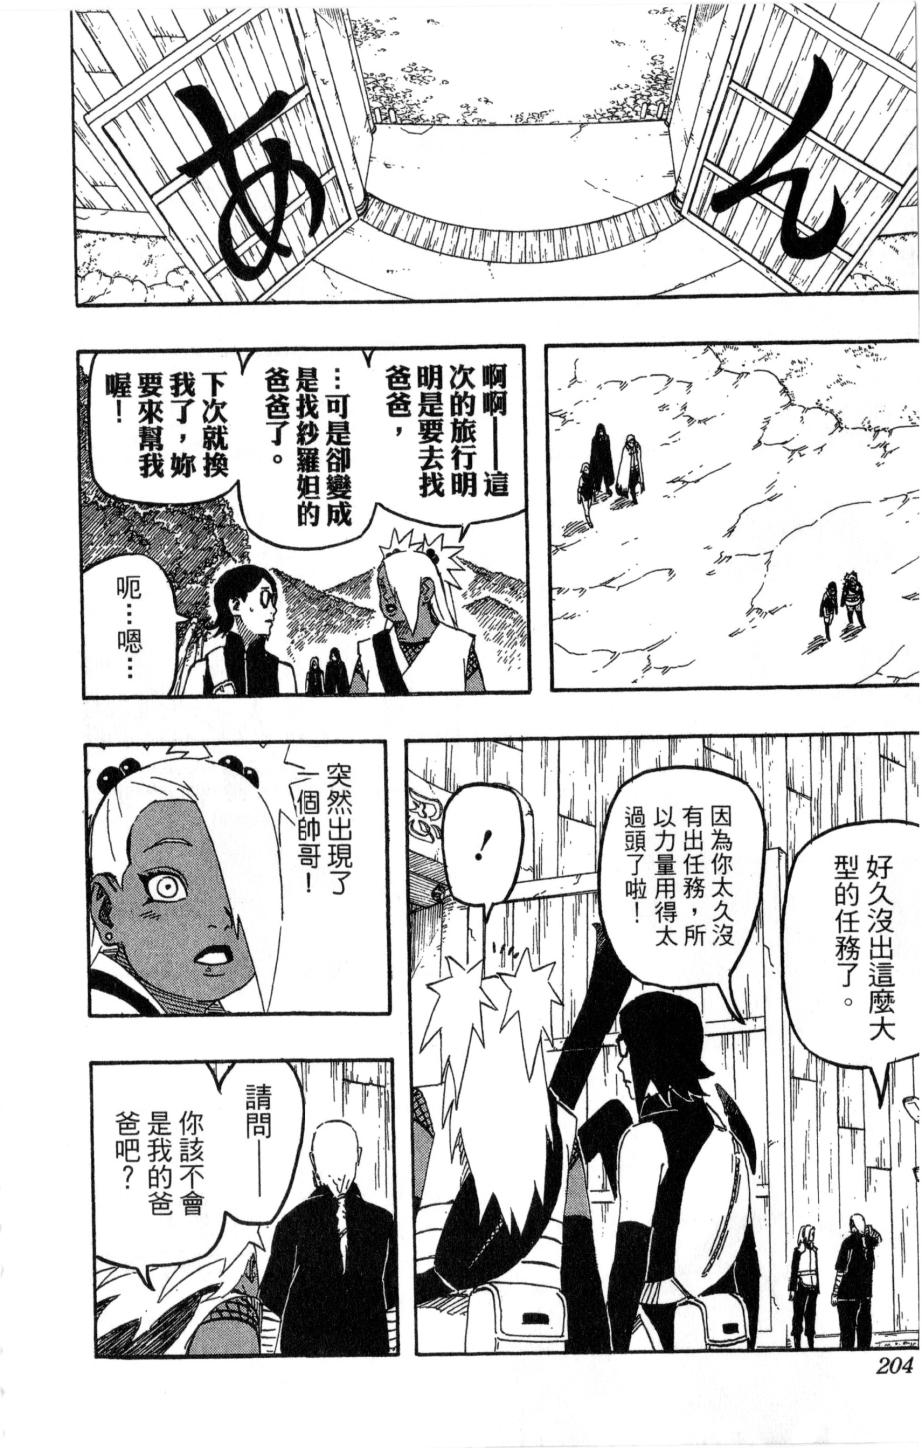 あん
啊啊——這
次的旅行明
明是要去找
爸爸，
…可是卻變成
是找紗羅妲的
爸爸了。
下次就換
我了，妳
要來幫我
喔！
呃…嗯…
好久沒出這麼大
型的任務了。
因為你太久沒
有出任務，所
以力量用得太
過頭了啦！
！
突然出現了
一個帥哥！
請問——
你該不會
是我的爸
爸吧？
204